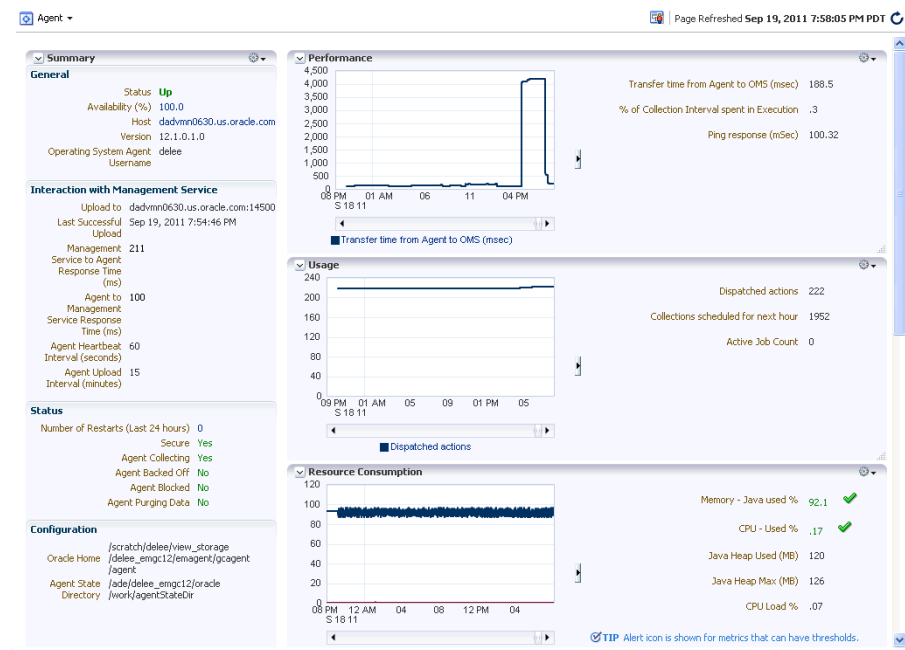 Agent
Page Refreshed Sep 19, 2011 7:58:05 PM PDT
Summary
General
Status Up
Availability (%) 100.0
Host dadvmn0630.us.oracle.com
Version 12.1.0.1.0
Operating System Agent delee
Username
Interaction with Management Service
Upload to dadvmn0630.us.oracle.com:14500
Last Successful Sep 19, 2011 7:54:46 PM
Upload
Management 211
Service to Agent
Response Time
(ms)
Agent to 100
Management
Service Response
Time (ms)
Agent Heartbeat 60
Interval (seconds)
Agent Upload 15
Interval (minutes)
Status
Number of Restarts (Last 24 hours) 0
Secure Yes
Agent Collecting Yes
Agent Backed Off No
Agent Blocked No
Agent Purging Data No
Configuration
/scratch/delee/view_storage
Oracle Home /delee_emgc12/emagent/gcagent
/agent
Agent State /ade/delee_emgc12/oracle
Directory /work/agentStateDir
Performance
4,500
4,000
3,500
3,000
2,500
2,000
1,500
1,000
500
0
08 PM 01 AM 06 11 04 PM
S 18 11
Transfer time from Agent to OMS (msec)
Transfer time from Agent to OMS (msec) 188.5
% of Collection Interval spent in Execution .3
Ping response (mSec) 100.32
Usage
240
200
160
120
80
40
0
09 PM 01 AM 05 09 01 PM 05
S 18 11
Dispatched actions
Dispatched actions 222
Collections scheduled for next hour 1952
Active Job Count 0
Resource Consumption
120
100
80
60
40
20
0
08 PM 12 AM 04 08 12 PM 04
S 18 11
Memory - Java used % 92.1
CPU - Used % .17
Java Heap Used (MB) 120
Java Heap Max (MB) 126
CPU Load % .07
TIP Alert icon is shown for metrics that can have thresholds.